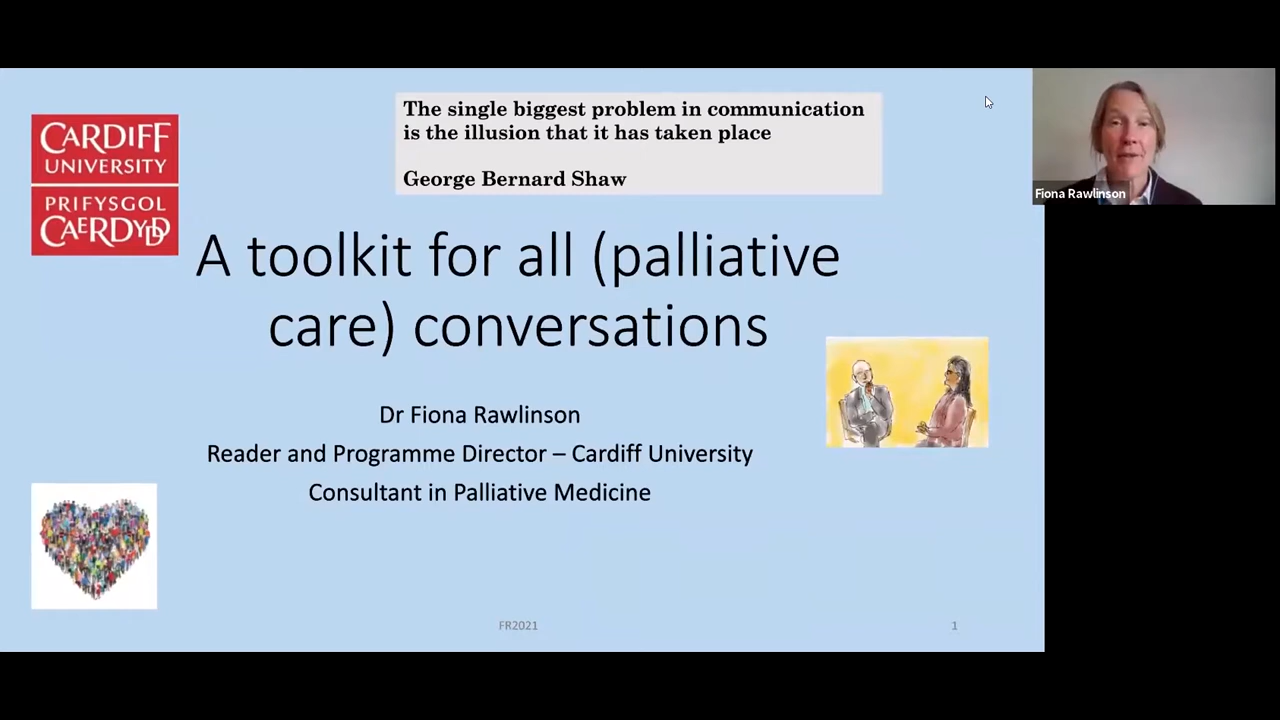 The single biggest problem in communication
is the illusion that it has taken place
George Bernard Shaw
CARDIFF
UNIVERSITY
PRIFYSGOL
CAERDYDD
A toolkit for all (palliative
care) conversations
Dr Fiona Rawlinson
Reader and Programme Director – Cardiff University
Consultant in Palliative Medicine
FR2021
1
Fiona Rawlinson